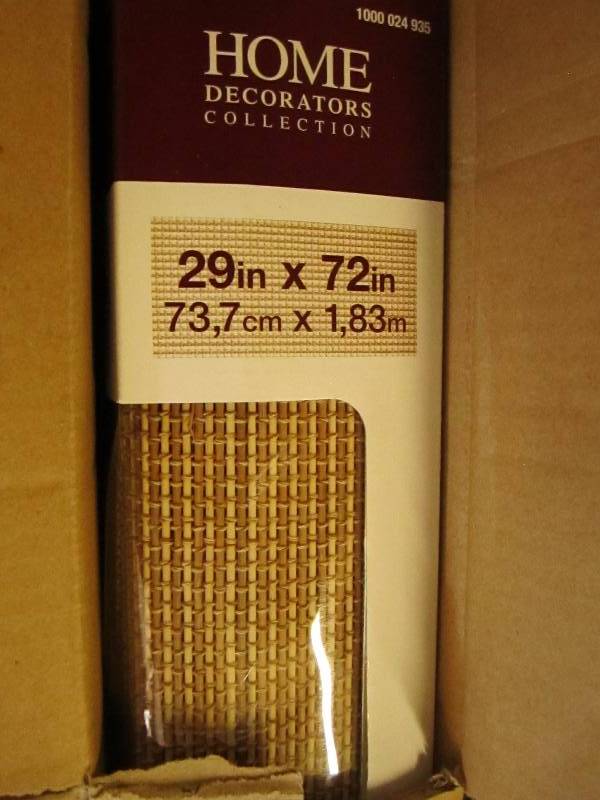 1000 024 935
HOME
DECORATORS
COLLECTION
29in x 72in
73,7cm x 1,83m